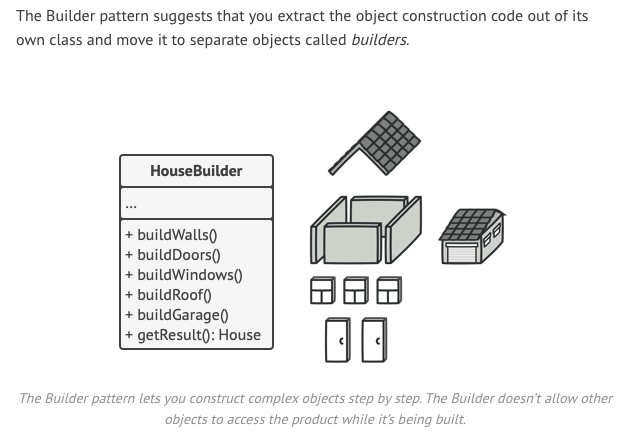 The Builder pattern suggests that you extract the object construction code out of its
own class and move it to separate objects called builders.
HouseBuilder
...
+ buildWalls()
+ buildDoors()
+ buildWindows()
+ buildRoof()
+ buildGarage()
+ getResult(): House
The Builder pattern lets you construct complex objects step by step. The Builder doesn't allow other
objects to access the product while it's being built.